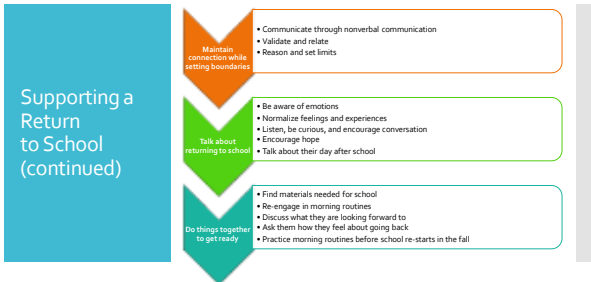 Supporting a
Return
to School
(continued)
Maintain
connection while
setting boundaries
• Communicate through nonverbal communication
• Validate and relate
• Reason and set limits
Talk about
returning to school
• Be aware of emotions
• Normalize feelings and experiences
• Listen, be curious, and encourage conversation
• Encourage hope
• Talk about their day after school
Do things together
to get ready
• Find materials needed for school
• Re-engage in morning routines
• Discuss what they are looking forward to
• Ask them how they feel about going back
• Practice morning routines before school re-starts in the fall